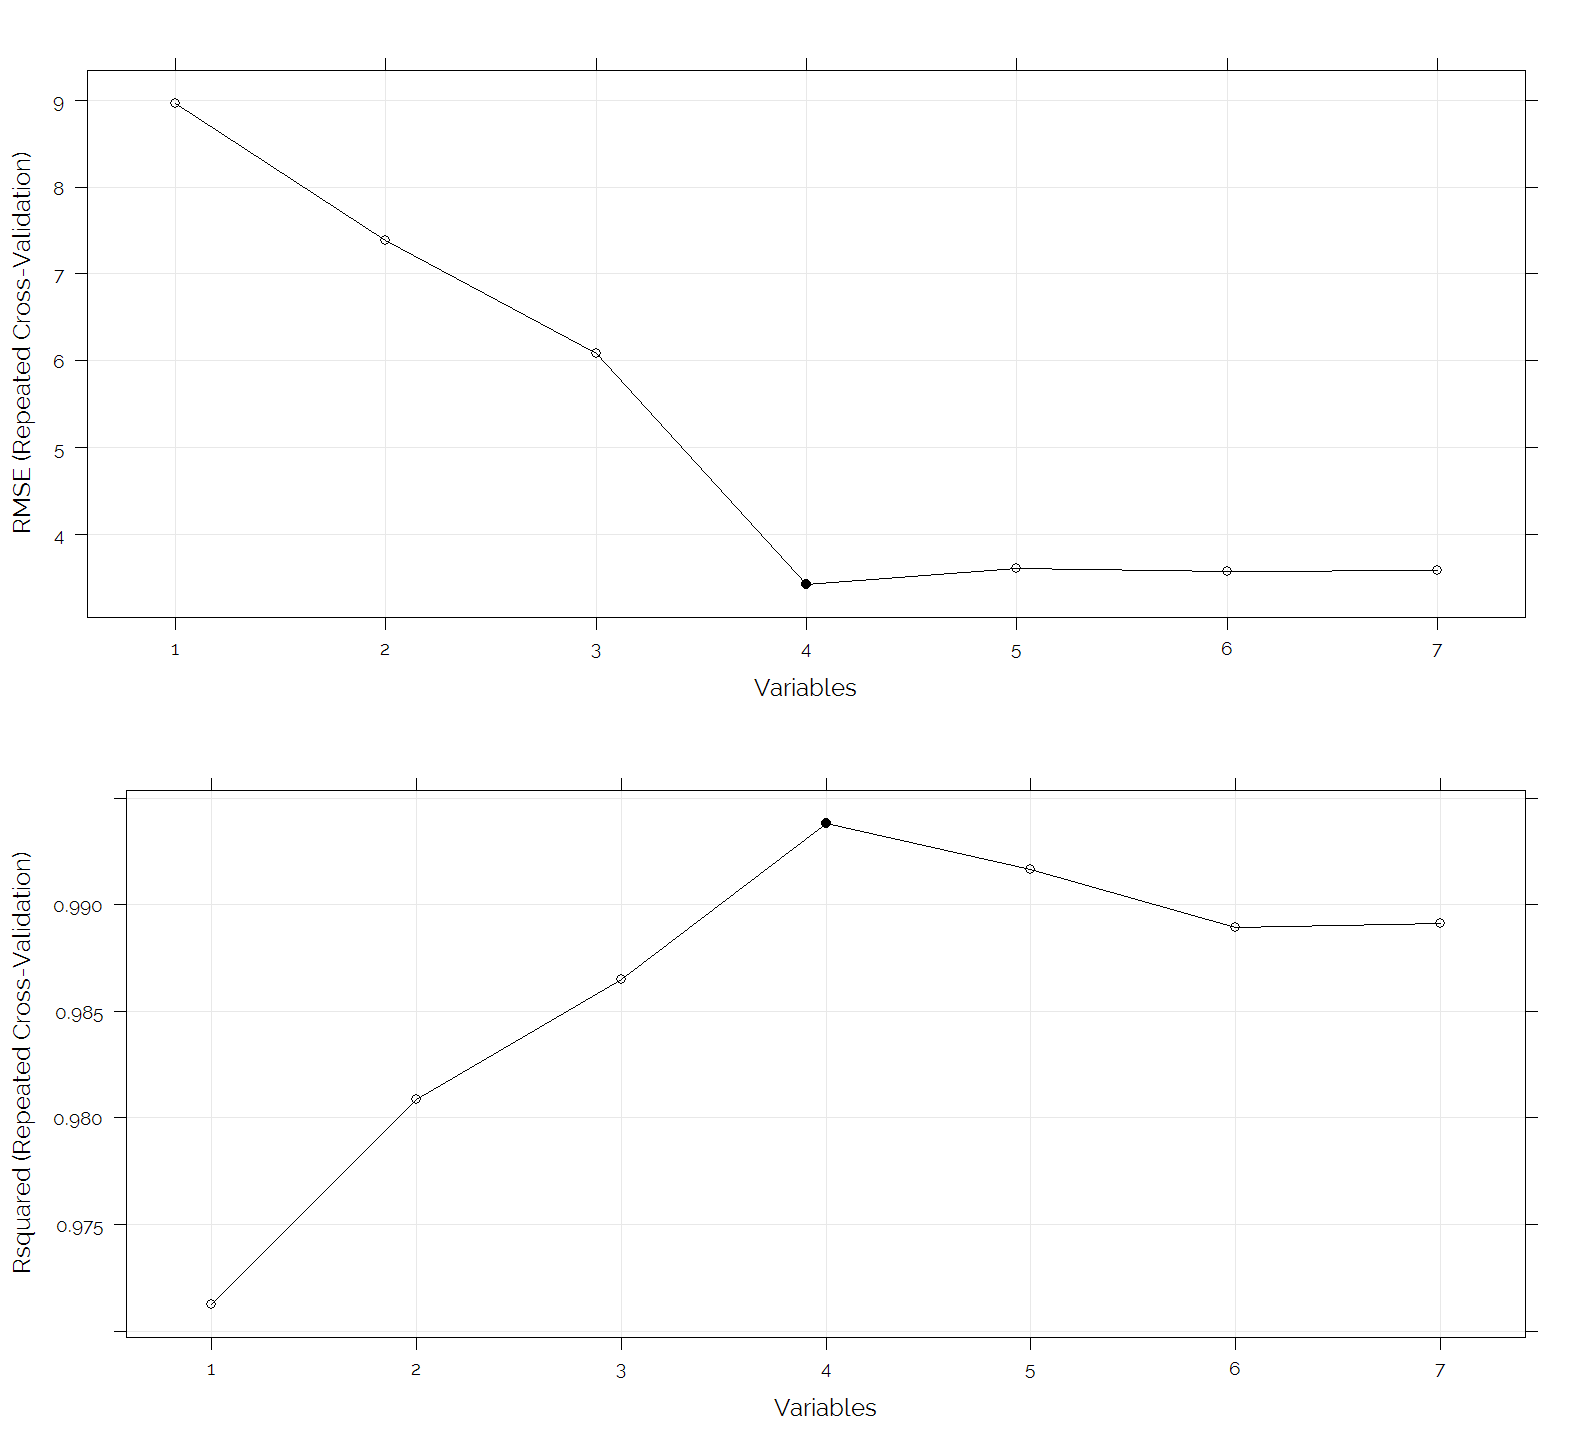 RMSE (Repeated Cross-Validation)
9
8
7
6
5
4
1 2 3 4 5 6 7
Variables
Rsquared (Repeated Cross-Validation)
0.990
0.985
0.980
0.975
1 2 3 4 5 6 7
Variables